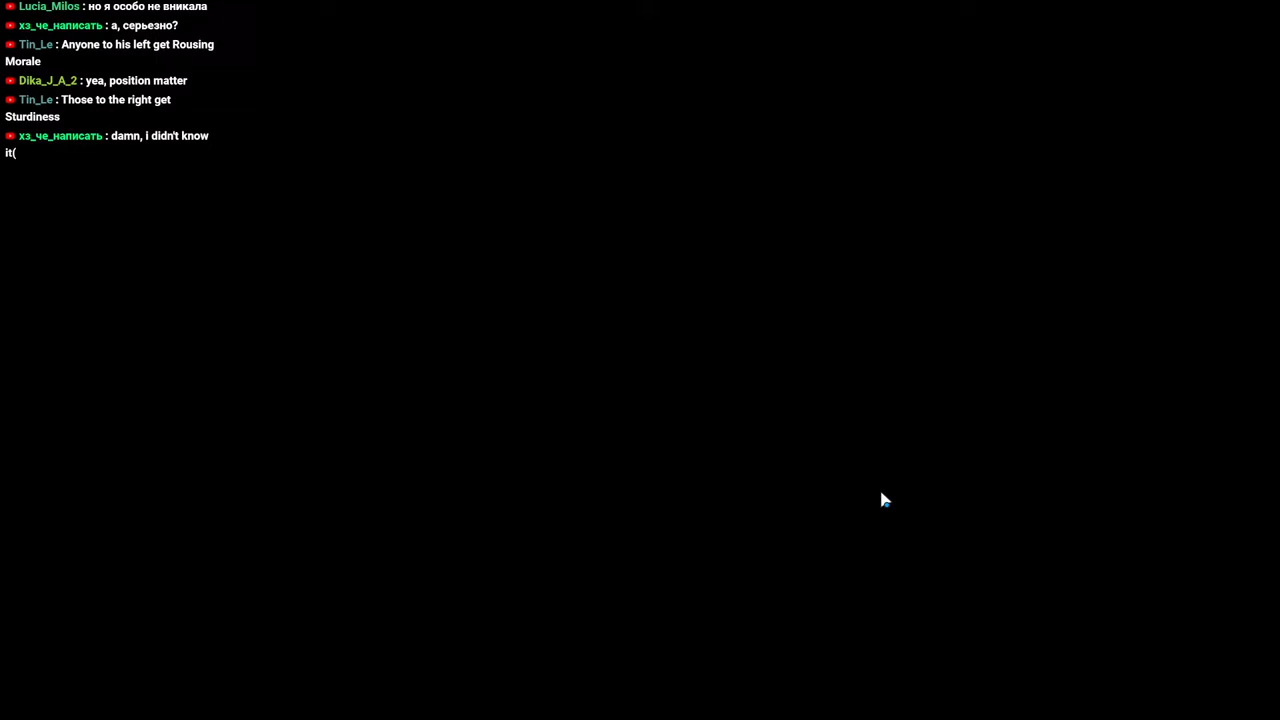 Lucia_Milos : но я особо не вникала
хз_че_написать : а, серьезно?
Tin_Le : Anyone to his left get Rousing
Morale
Dika_J_A_2 : yea, position matter
Tin_Le : Those to the right get
Sturdiness
хз_че_написать : damn, i didn't know
it(